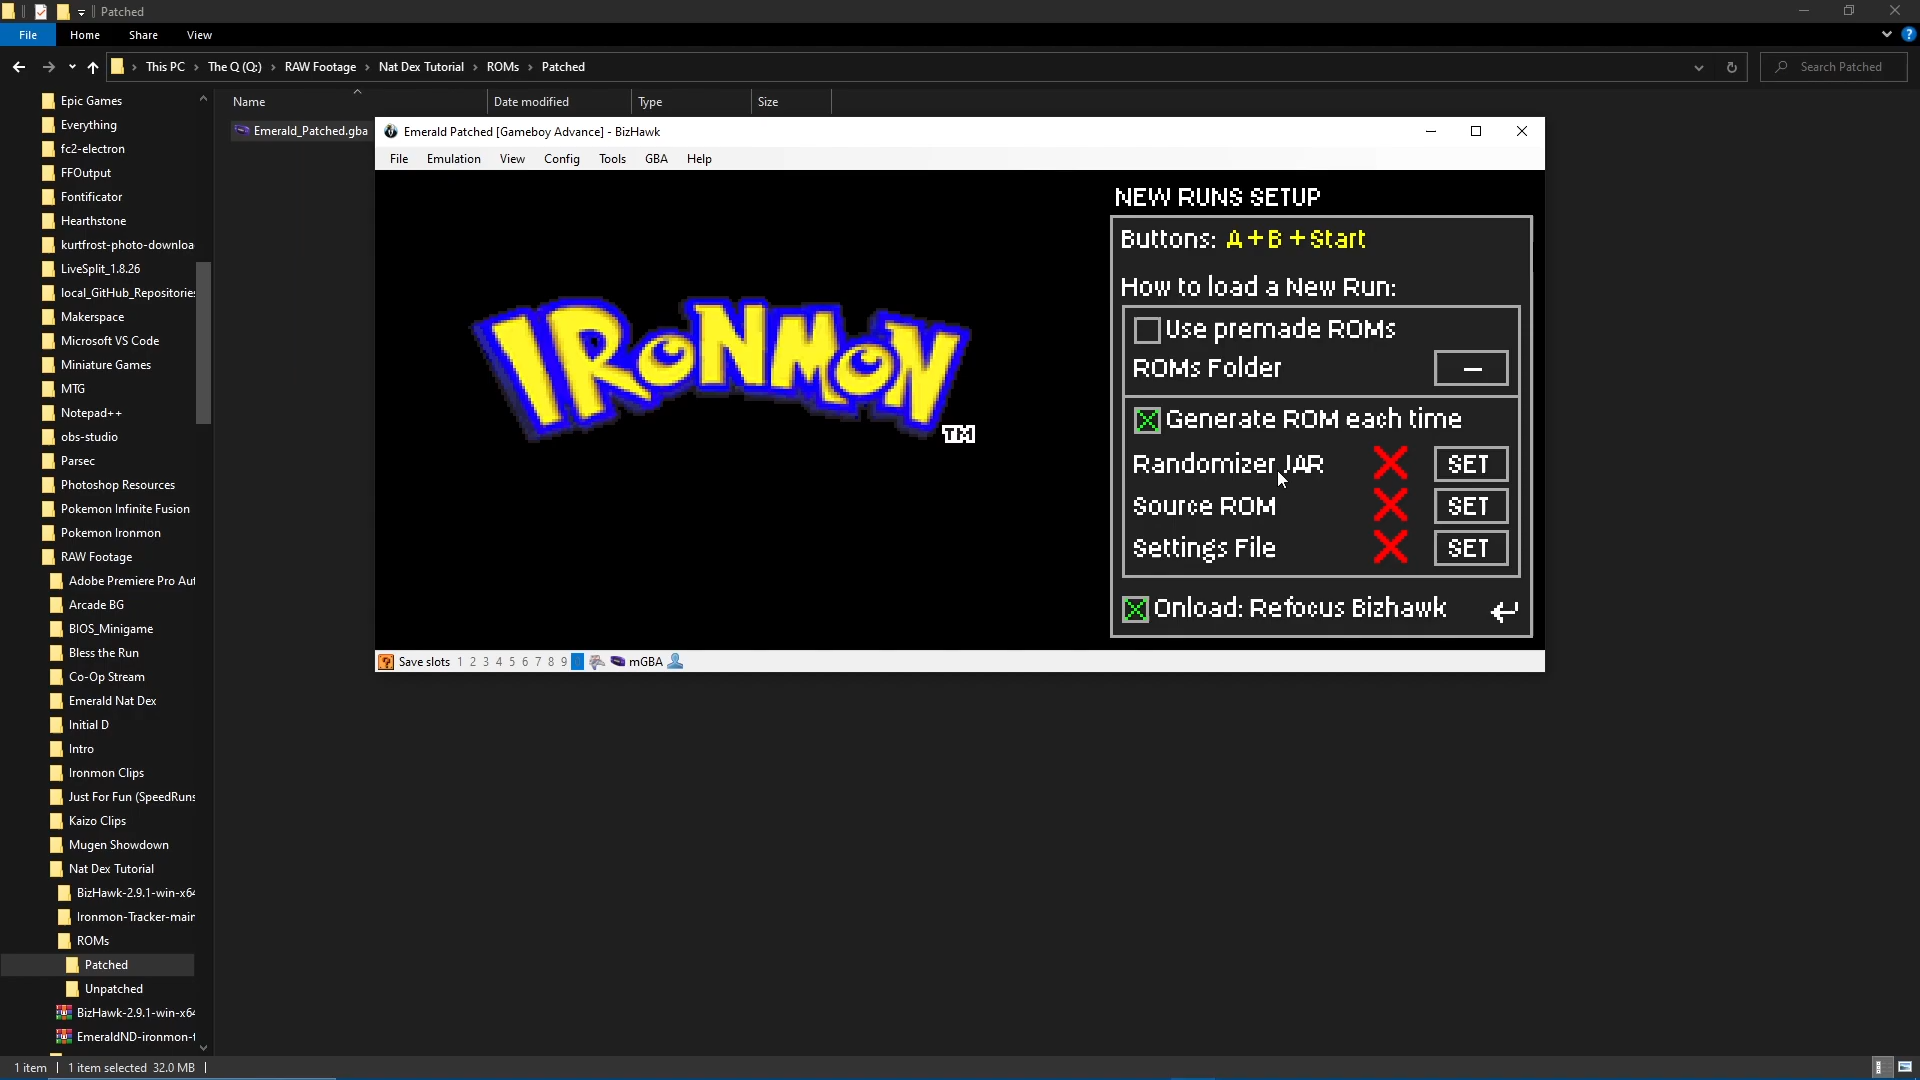 Patched
File Home Share View
This PC The Q (Q:) RAW Footage Nat Dex Tutorial ROMs Patched
Search Patched
Name Date modified Type Size
Emerald_Patched.gba
Epic Games
Everything
fc2-electron
FFOutput
Fontificator
Hearthstone
kurtfrost-photo-downloa
LiveSplit_1.8.26
local_GitHub_Repositories
Makerspace
Microsoft VS Code
Miniature Games
MTG
Notepad++
obs-studio
Parsec
Photoshop Resources
Pokemon Infinite Fusion
Pokemon Ironmon
RAW Footage
Adobe Premiere Pro Aut
Arcade BG
BIOS_Minigame
Bless the Run
Co-Op Stream
Emerald Nat Dex
Initial D
Intro
Ironmon Clips
Just For Fun (SpeedRuns
Kaizo Clips
Mugen Showdown
Nat Dex Tutorial
BizHawk-2.9.1-win-x64
Ironmon-Tracker-main
ROMs
Patched
Unpatched
BizHawk-2.9.1-win-x64
EmeraldND-ironmon-t
Emerald Patched [Gameboy Advance] - BizHawk
File Emulation View Config Tools GBA Help
IRONMON
TM
NEW RUNS SETUP
Buttons: A + B + Start
How to load a New Run:
Use premade ROMs
ROMs Folder —
Generate ROM each time
Randomizer JAR SET
Source ROM SET
Settings File SET
Onload: Refocus Bizhawk
Save slots 1 2 3 4 5 6 7 8 9 mGBA
1 item 1 item selected 32.0 MB